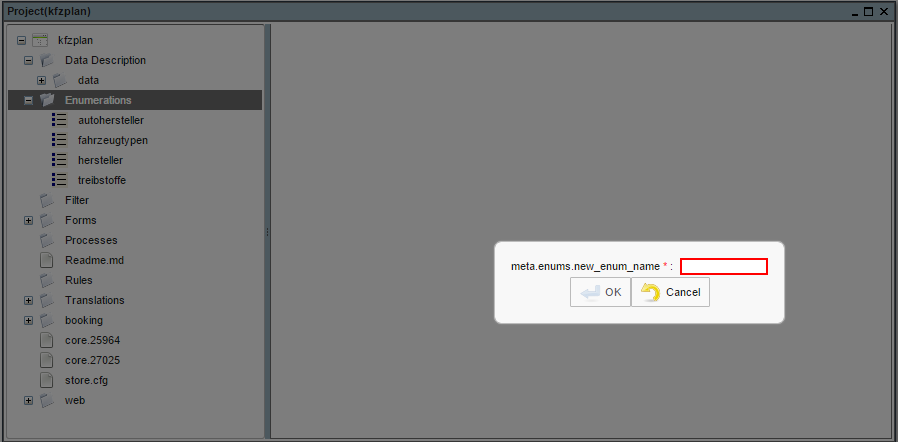 Project(kfzplan)
kfzplan
Data Description
data
Enumerations
autohersteller
fahrzeugtypen
hersteller
treibstoffe
Filter
Forms
Processes
Readme.md
Rules
Translations
booking
core.25964
core.27025
store.cfg
web
meta.enums.new_enum_name * :
OK Cancel